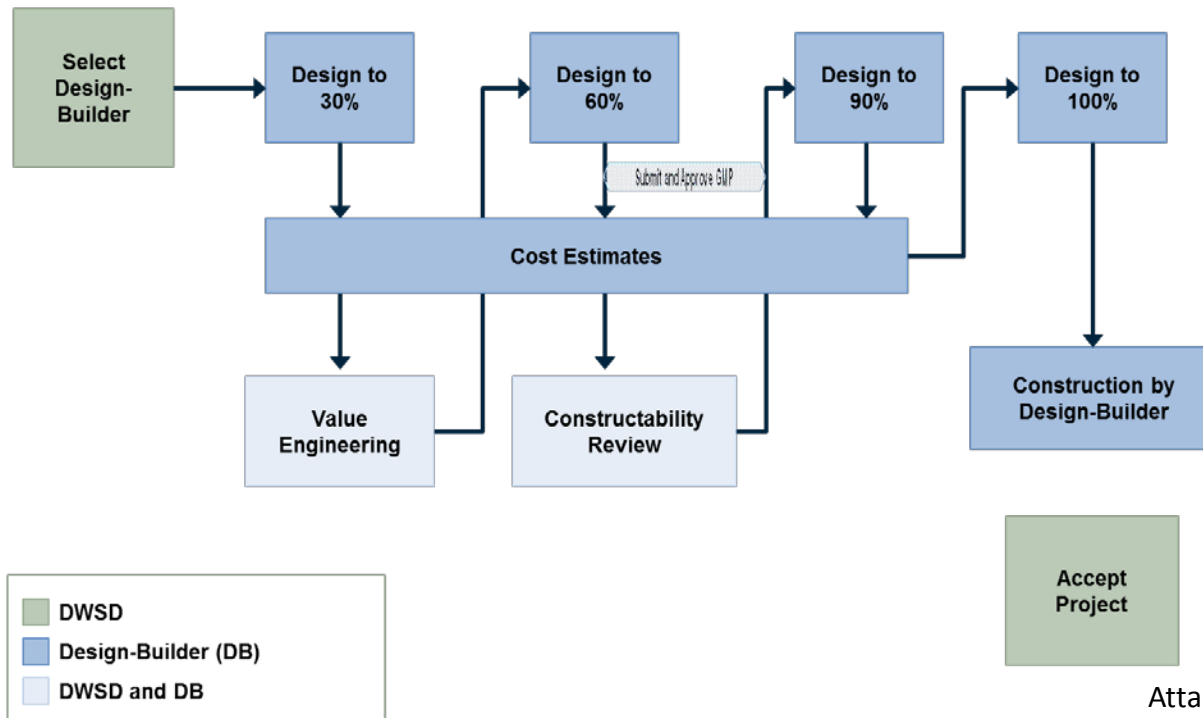 Select
Design-
Builder
Design to
30%
Design to
60%
Design to
90%
Design to
100%
Submit and Approve GMP
Cost Estimates
Value
Engineering
Constructability
Review
Construction by
Design-Builder
Accept
Project
DWSD
Design-Builder (DB)
DWSD and DB
Atta